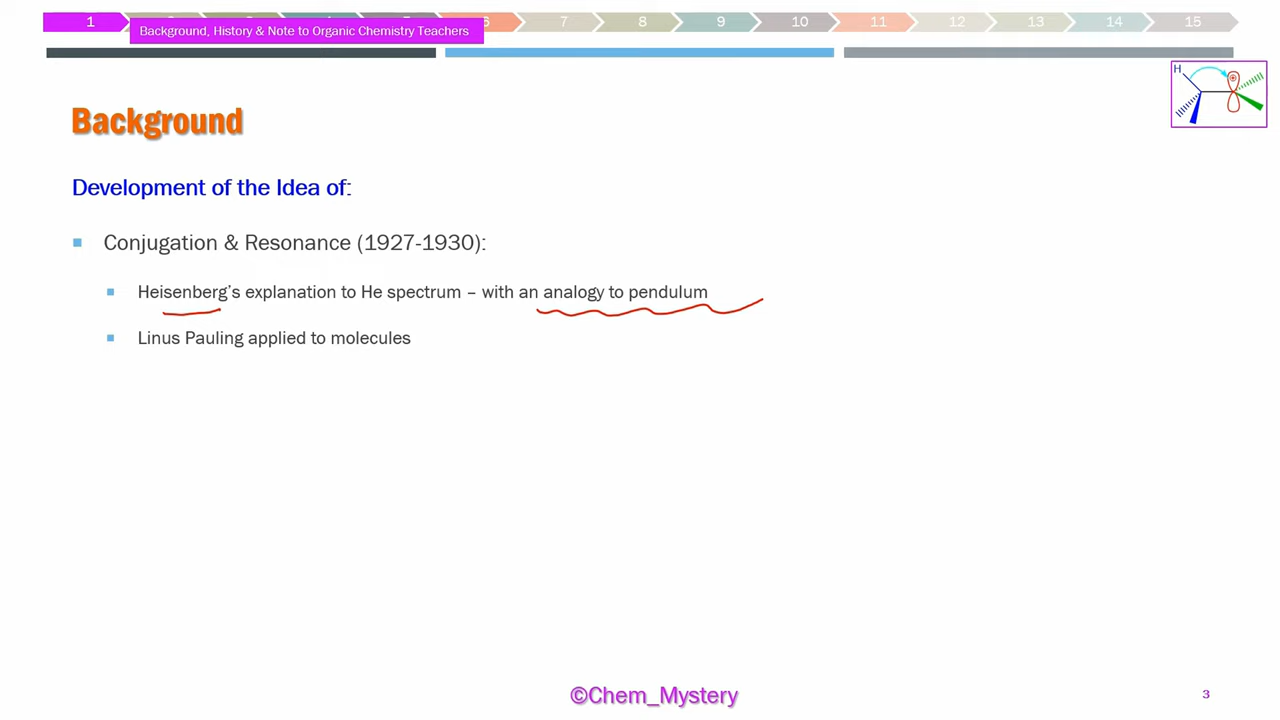 1 6 7 8 9 10 11 12 13 14 15
Background, History & Note to Organic Chemistry Teachers
H
Background
Development of the Idea of:
Conjugation & Resonance (1927-1930):
Heisenberg's explanation to He spectrum – with an analogy to pendulum
Linus Pauling applied to molecules
©Chem_Mystery
3